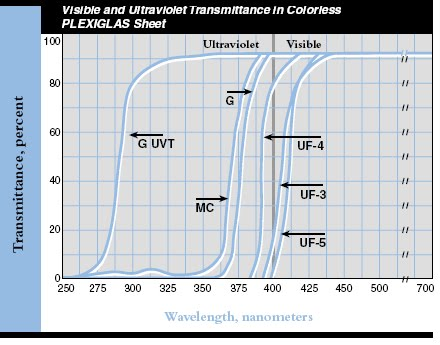 Visible and Ultraviolet Transmittance in Colorless
PLEXIGLAS Sheet
Ultraviolet Visible
100
80
60
40
20
0
Transmittance, percent
G
G UVT
UF-4
UF-3
MC
UF-5
250 275 300 325 350 375 400 425 450 500 700
Wavelength, nanometers